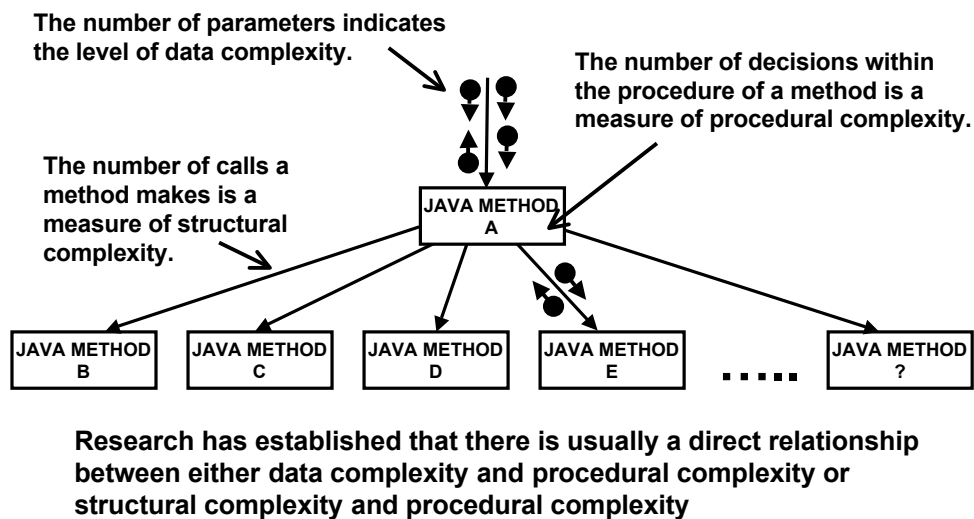 The number of parameters indicates
the level of data complexity.
The number of decisions within
the procedure of a method is a
measure of procedural complexity.
The number of calls a
method makes is a
measure of structural
complexity.
JAVA METHOD
A
JAVA METHOD
B
JAVA METHOD
C
JAVA METHOD
D
JAVA METHOD
E
.....
JAVA METHOD
?
Research has established that there is usually a direct relationship
between either data complexity and procedural complexity or
structural complexity and procedural complexity